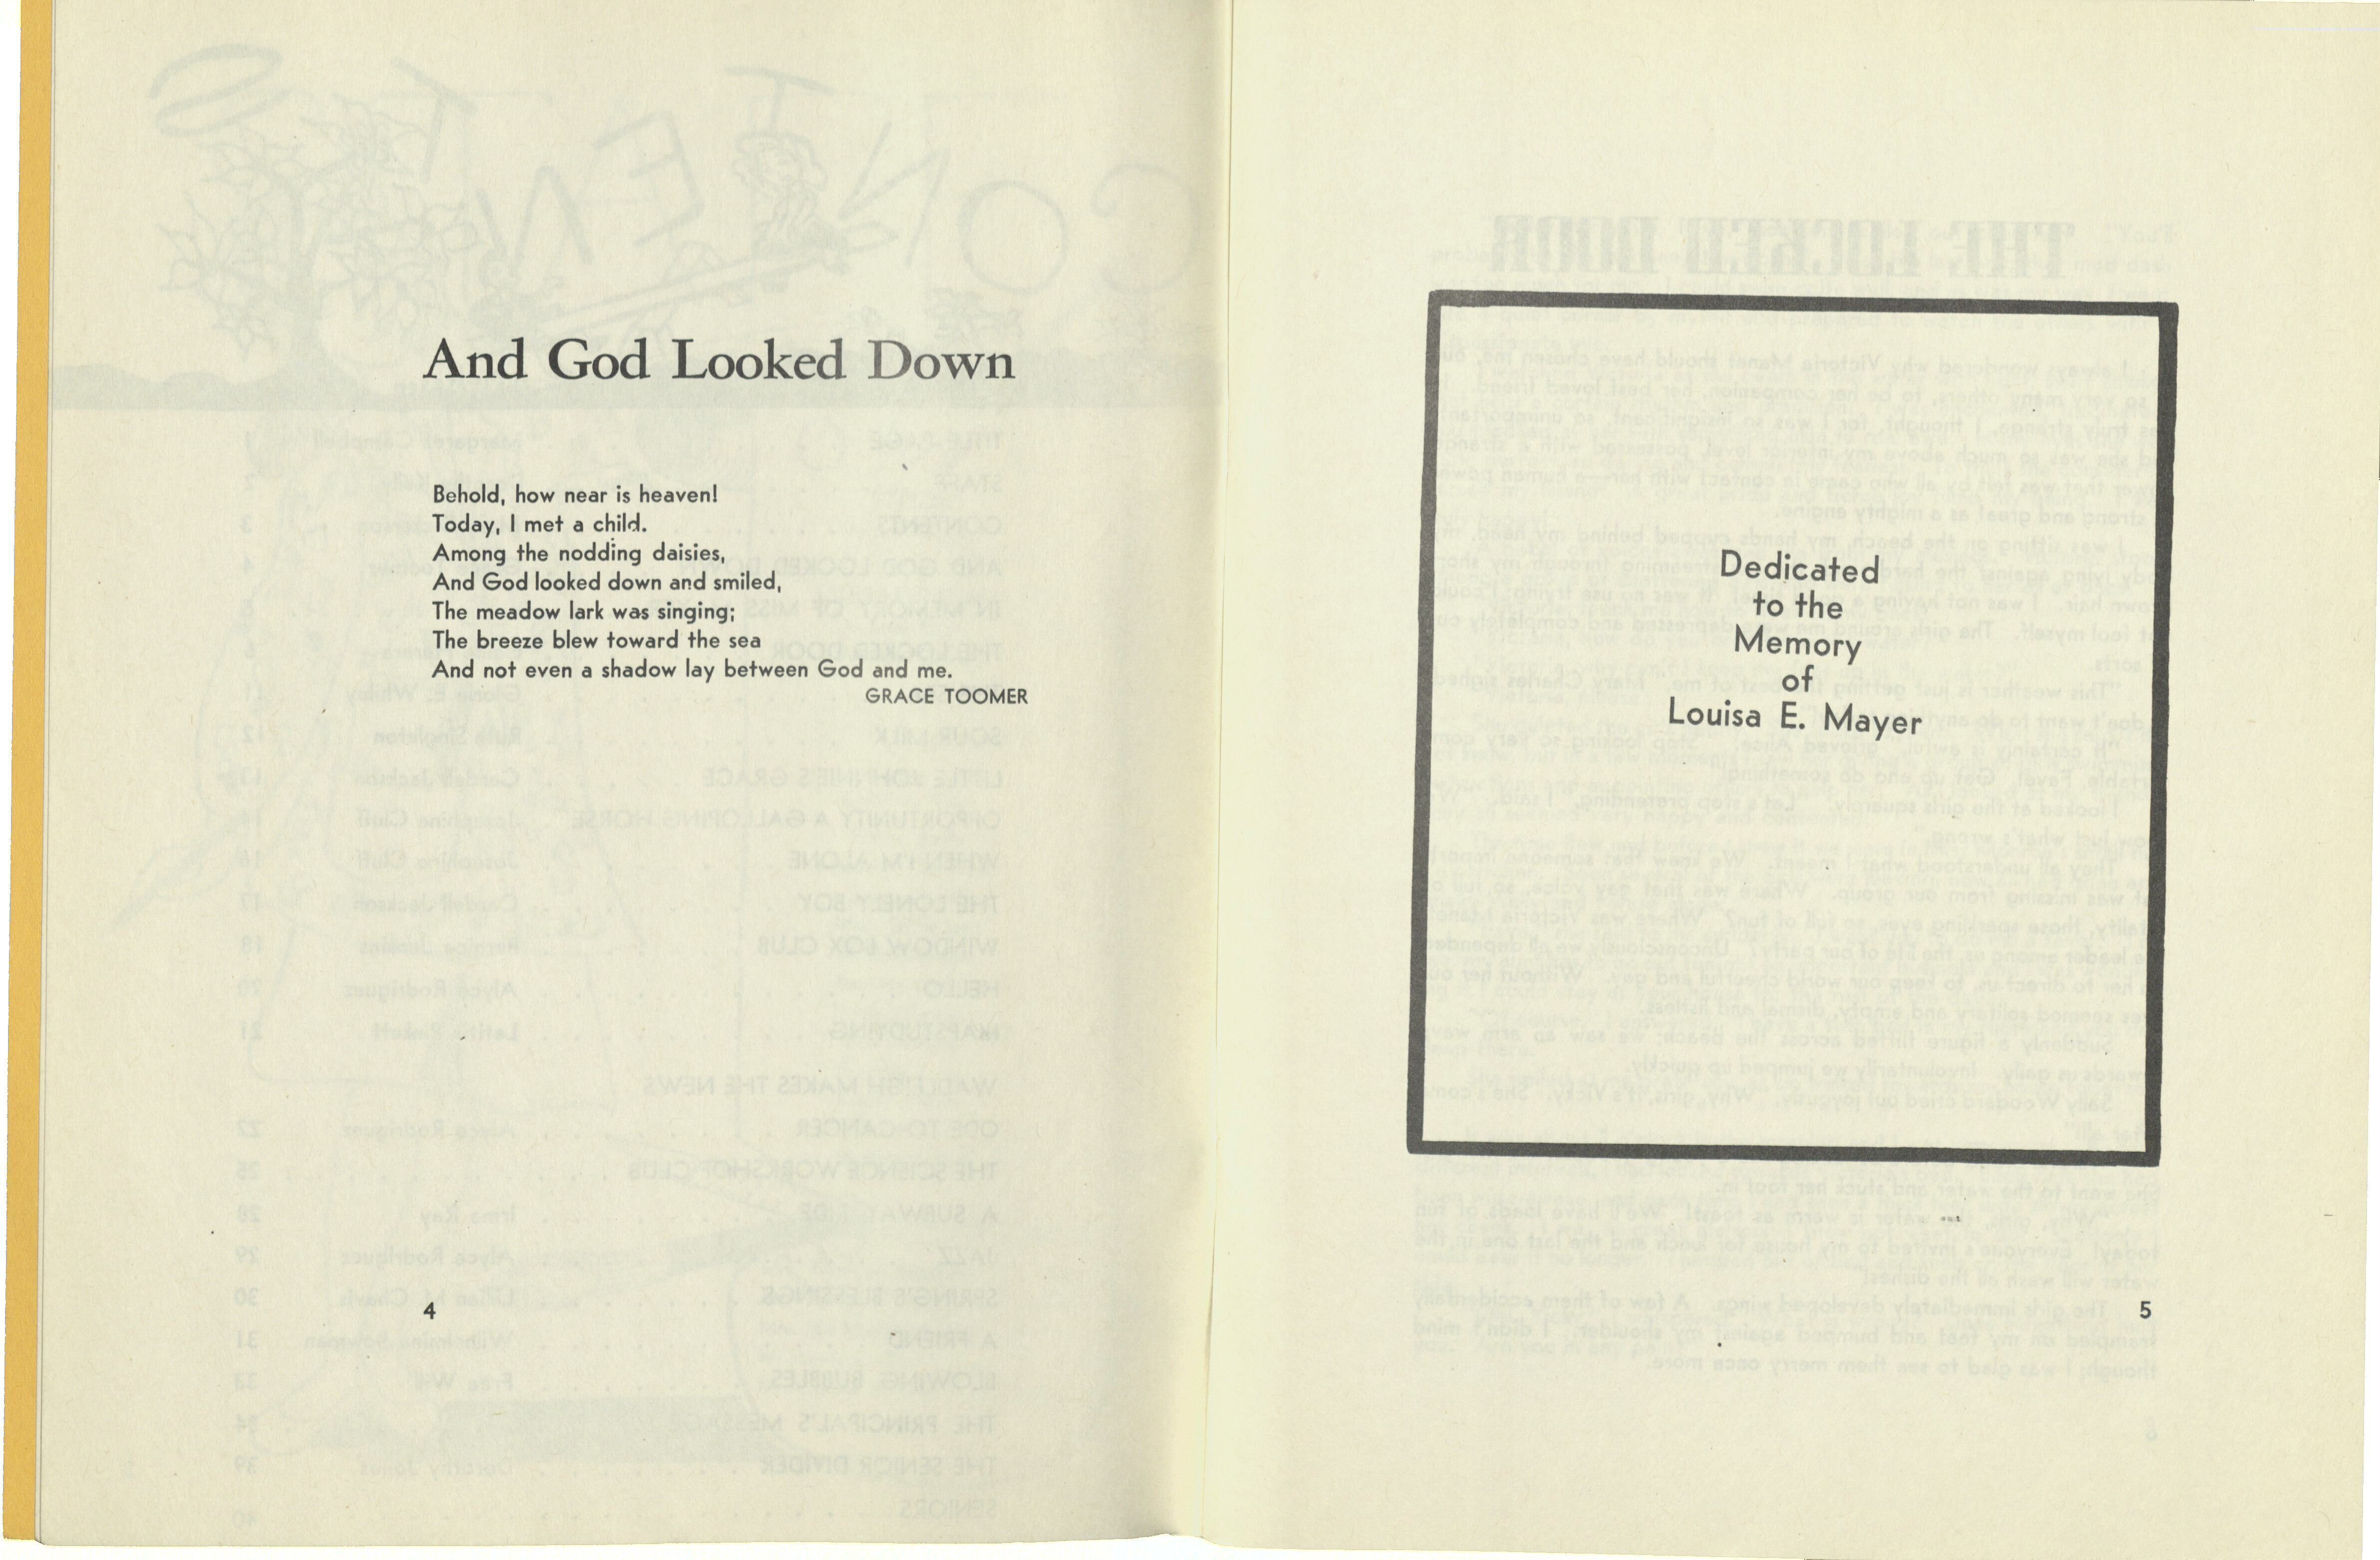 And God Looked Down
Behold, how near is heaven!
Today, I met a child.
Among the nodding daisies,
And God looked down and smiled,
The meadow lark was singing;
The breeze blew toward the sea
And not even a shadow lay between God and me.
GRACE TOOMER
4
Dedicated
to the
Memory
of
Louisa E. Mayer
5